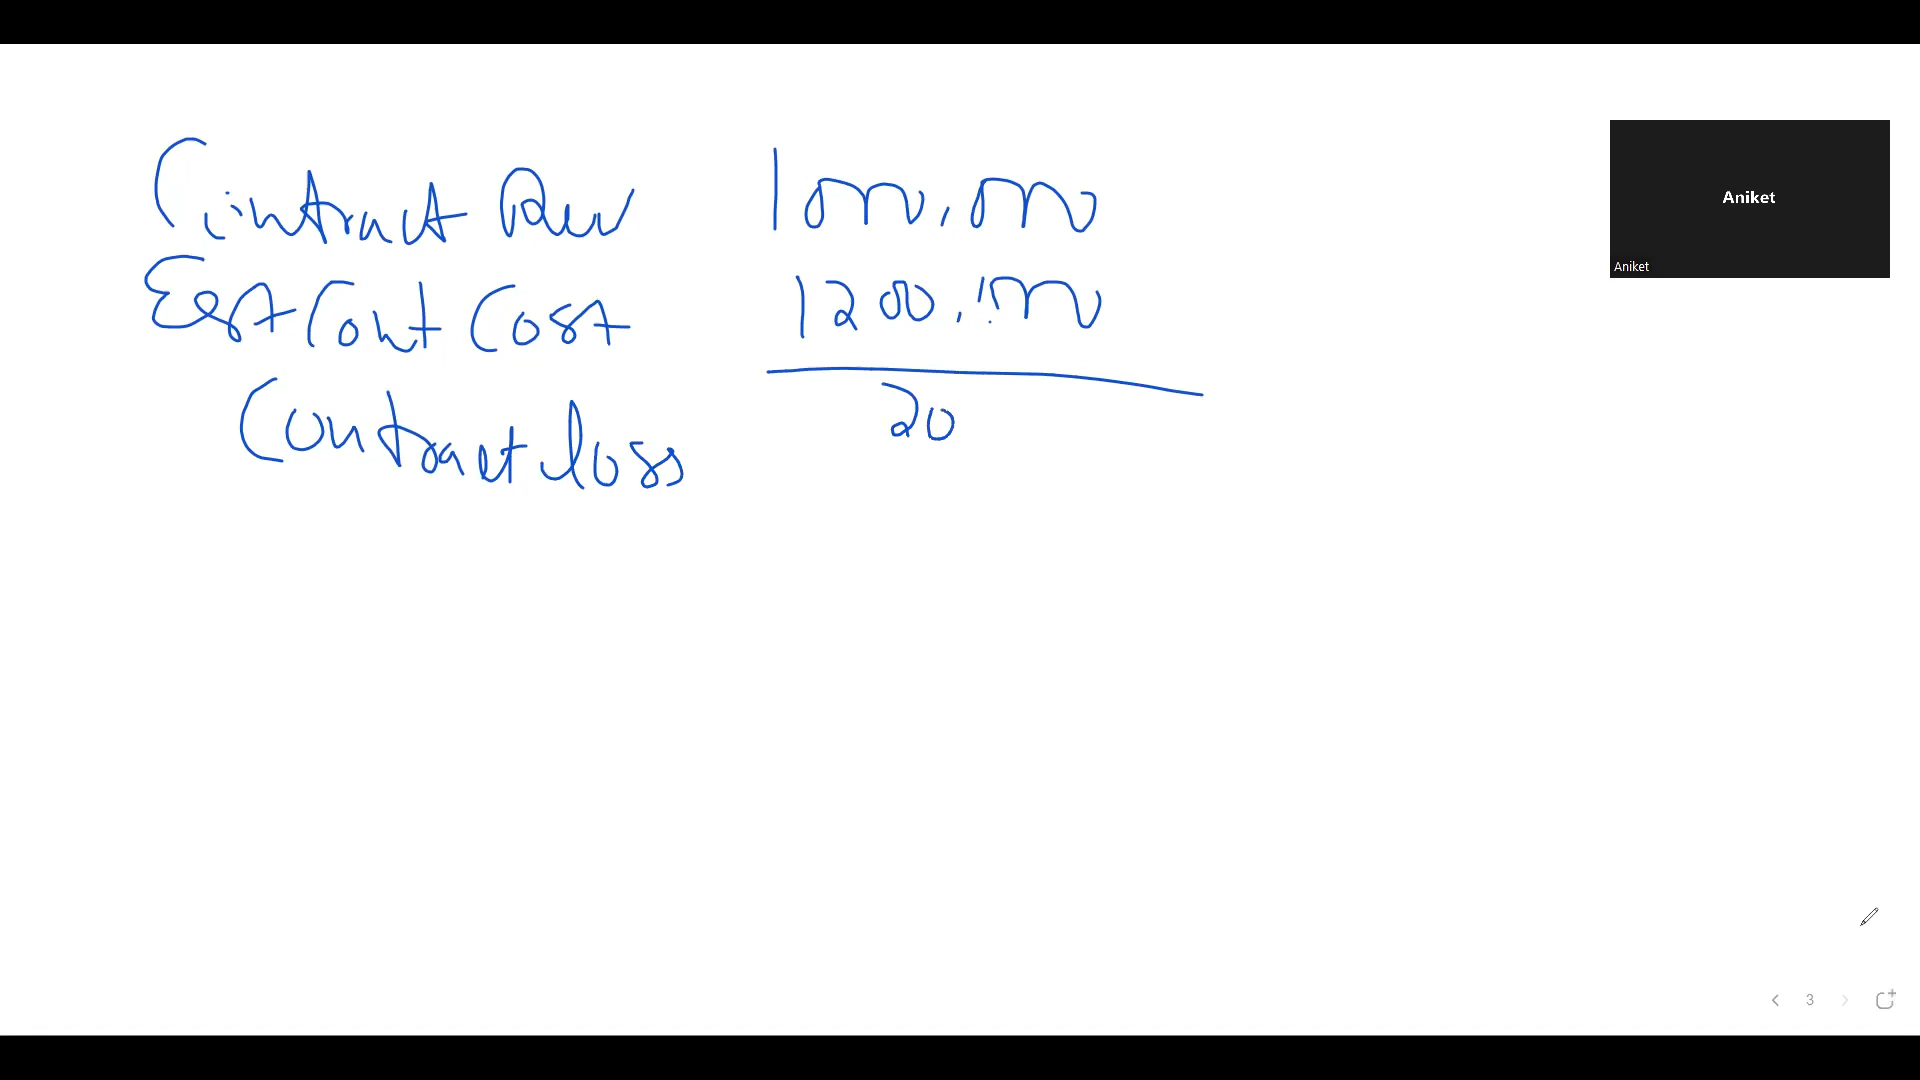 Contract Rev 1000,000
Est Cont Cost 1200,000
Contract loss 20
Aniket
Aniket
3